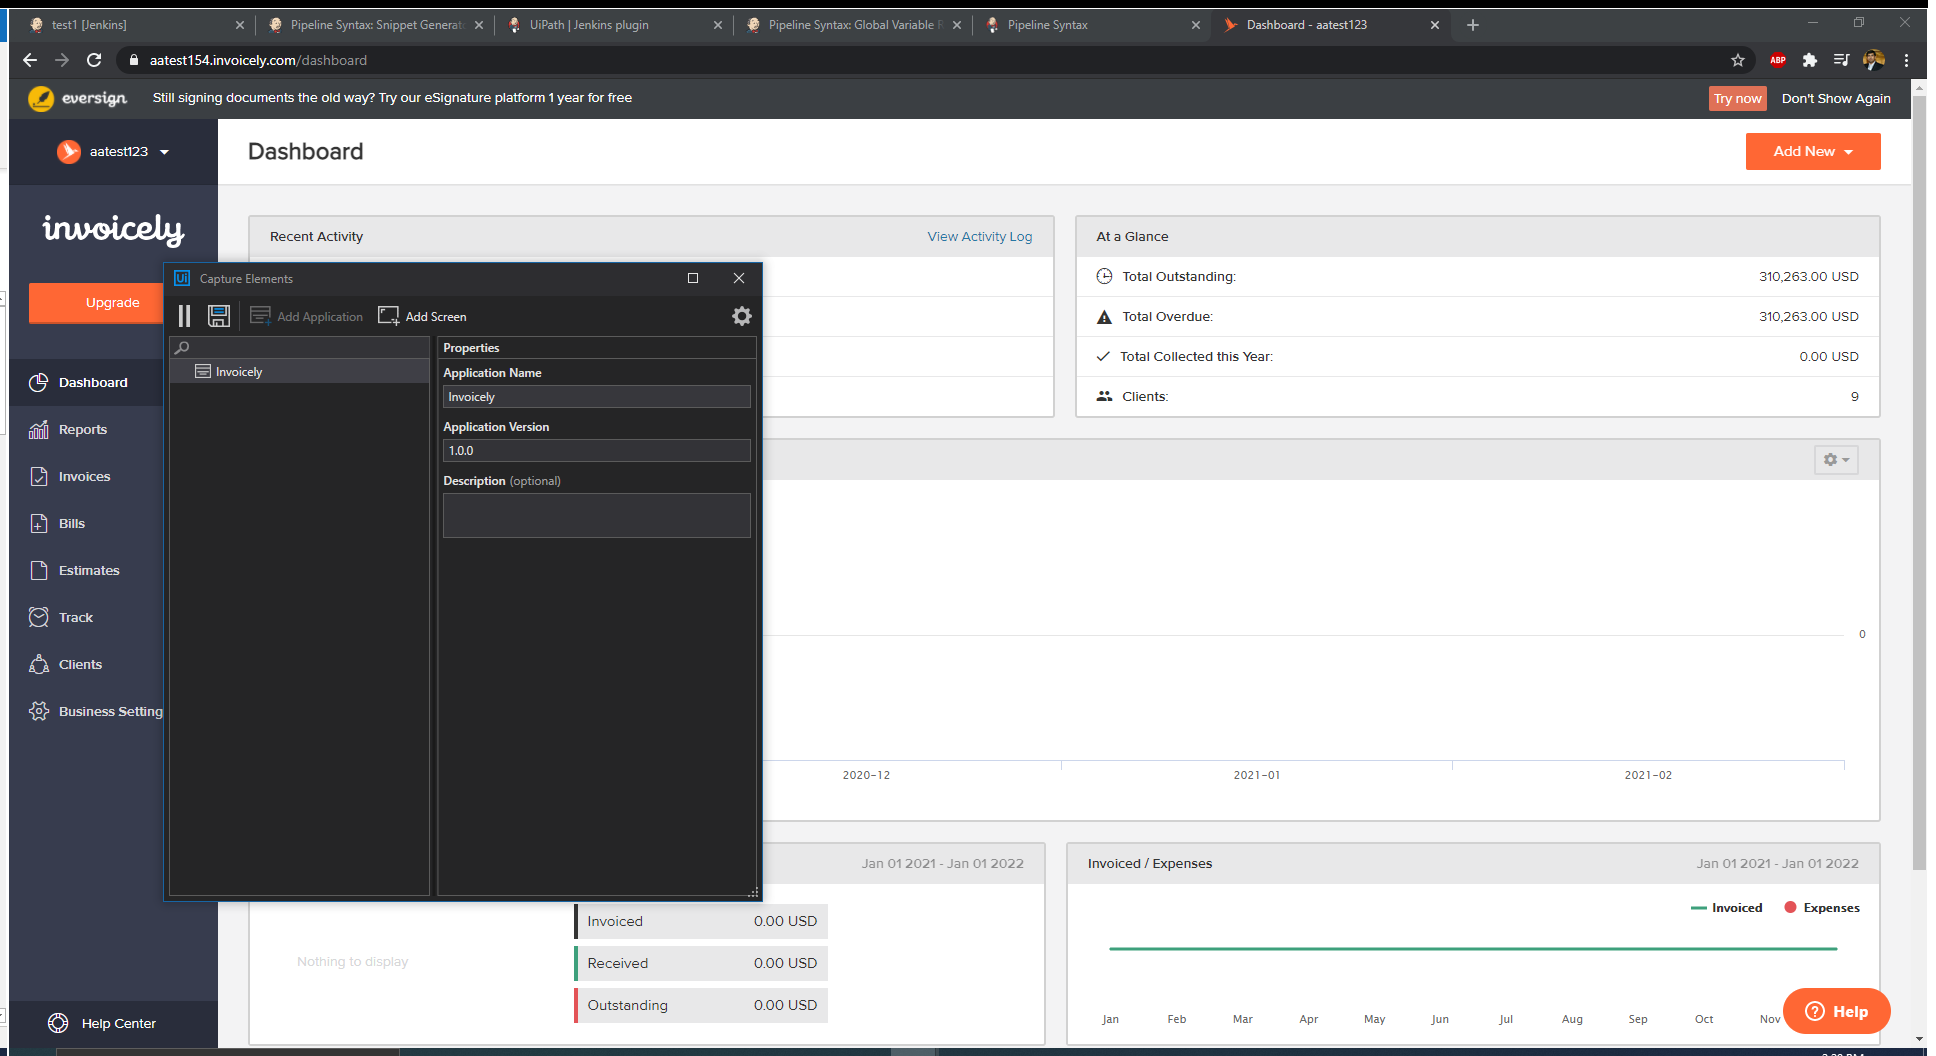 test1 [Jenkins]
Pipeline Syntax: Snippet Generato
UiPath | Jenkins plugin
Pipeline Syntax: Global Variable R
Pipeline Syntax
Dashboard - aatest123
aatest154.invoicely.com/dashboard
ABP
eversign
Still signing documents the old way? Try our eSignature platform 1 year for free
Try now
Don't Show Again
aatest123
Dashboard
Add New
invoicely
Upgrade
Dashboard
Reports
Invoices
Bills
Estimates
Track
Clients
Business Setting
Help Center
Recent Activity
View Activity Log
At a Glance
Total Outstanding: 310,263.00 USD
Total Overdue: 310,263.00 USD
Total Collected this Year: 0.00 USD
Clients: 9
Ui Capture Elements
Add Application
Add Screen
Invoicely
Properties
Application Name
Invoicely
Application Version
1.0.0
Description (optional)
0
2020-12
2021-01
2021-02
Jan 01 2021 - Jan 01 2022
Nothing to display
Invoiced 0.00 USD
Received 0.00 USD
Outstanding 0.00 USD
Invoiced / Expenses
Jan 01 2021 - Jan 01 2022
Invoiced
Expenses
Jan Feb Mar Apr May Jun Jul Aug Sep Oct Nov
Help